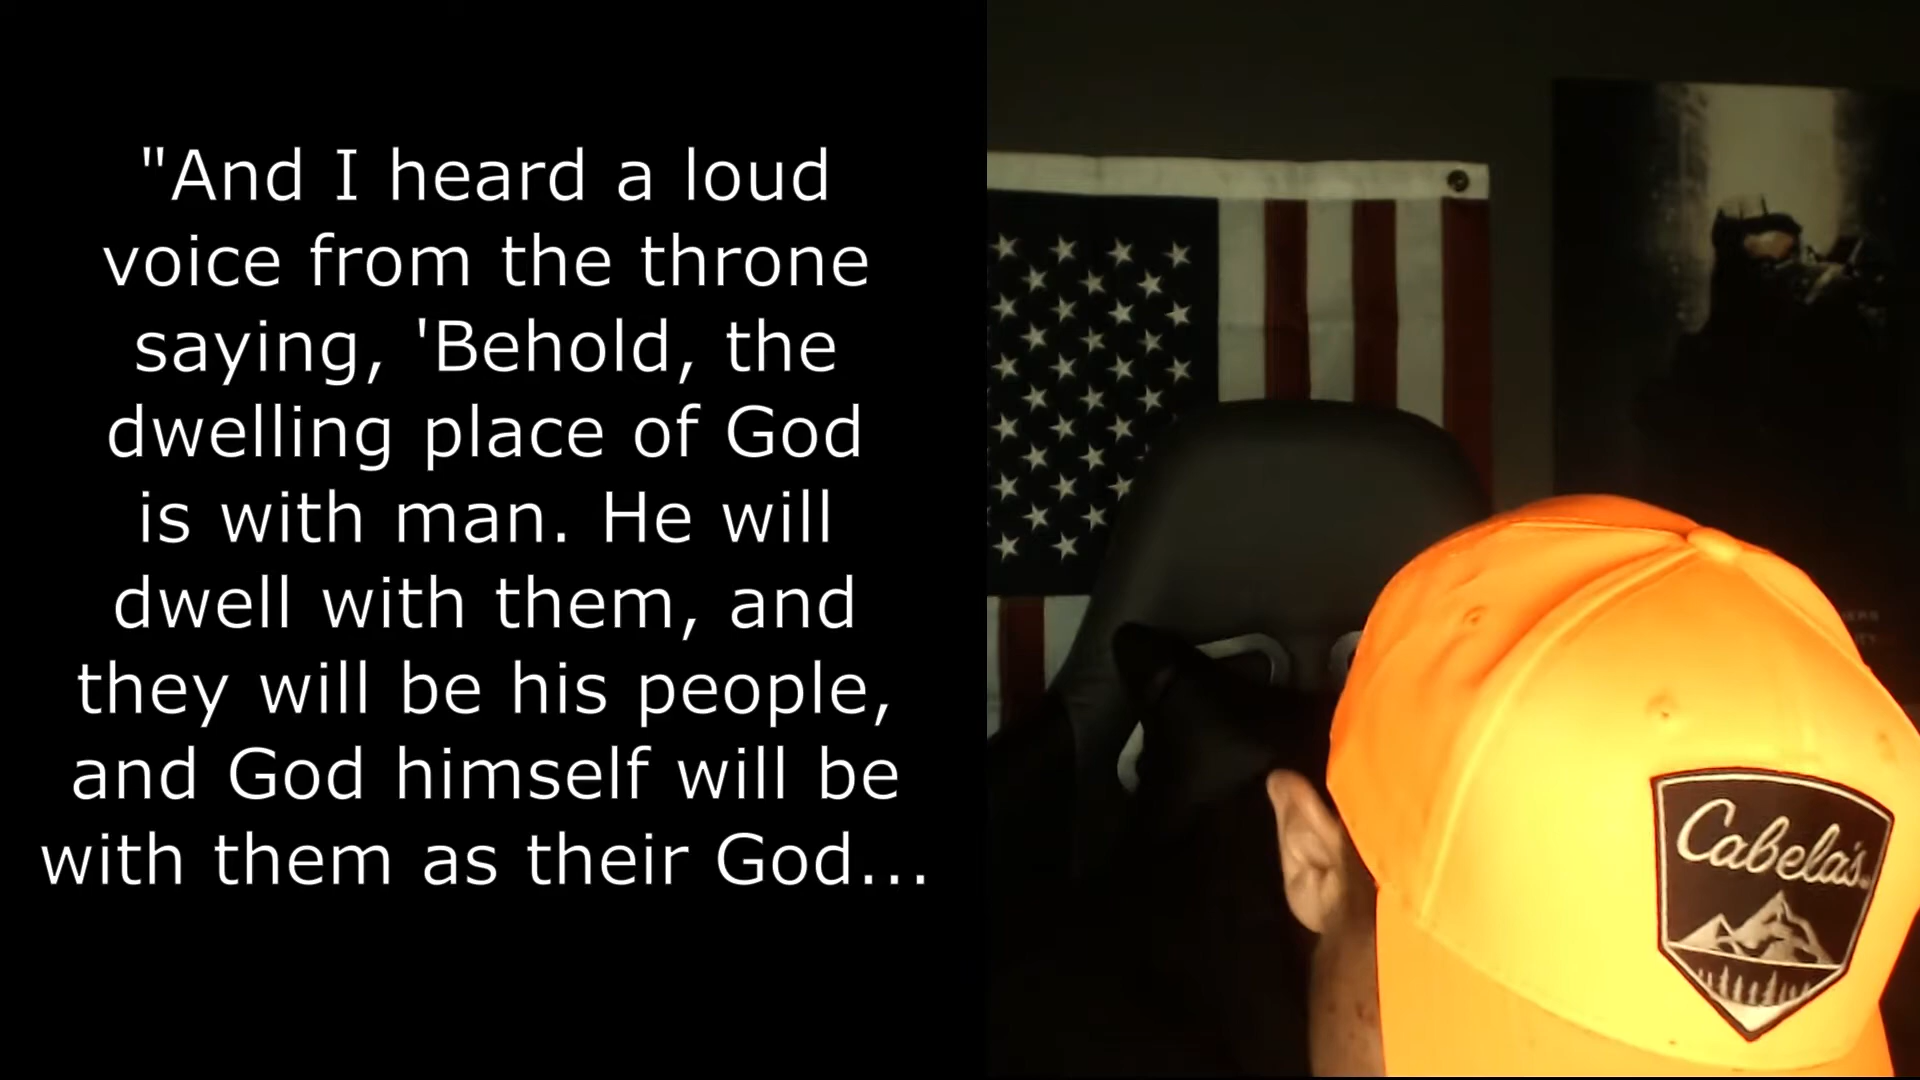 "And I heard a loud
voice from the throne
saying, 'Behold, the
dwelling place of God
is with man. He will
dwell with them, and
they will be his people,
and God himself will be
with them as their God...
Cabela's